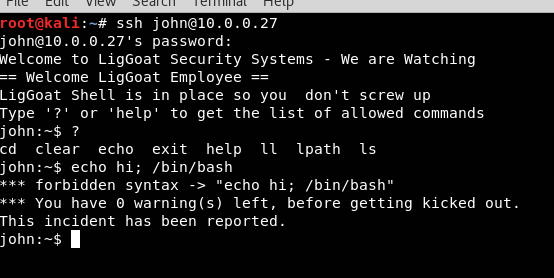 File Edit View Search Terminal Help
root@kali:~# ssh john@10.0.0.27
john@10.0.0.27's password:
Welcome to LigGoat Security Systems - We are Watching
== Welcome LigGoat Employee ==
LigGoat Shell is in place so you  don't screw up
Type '?' or 'help' to get the list of allowed commands
john:~$ ?
cd  clear  echo  exit  help  ll  lpath  ls
john:~$ echo hi; /bin/bash
*** forbidden syntax -> "echo hi; /bin/bash"
*** You have 0 warning(s) left, before getting kicked out.
This incident has been reported.
john:~$